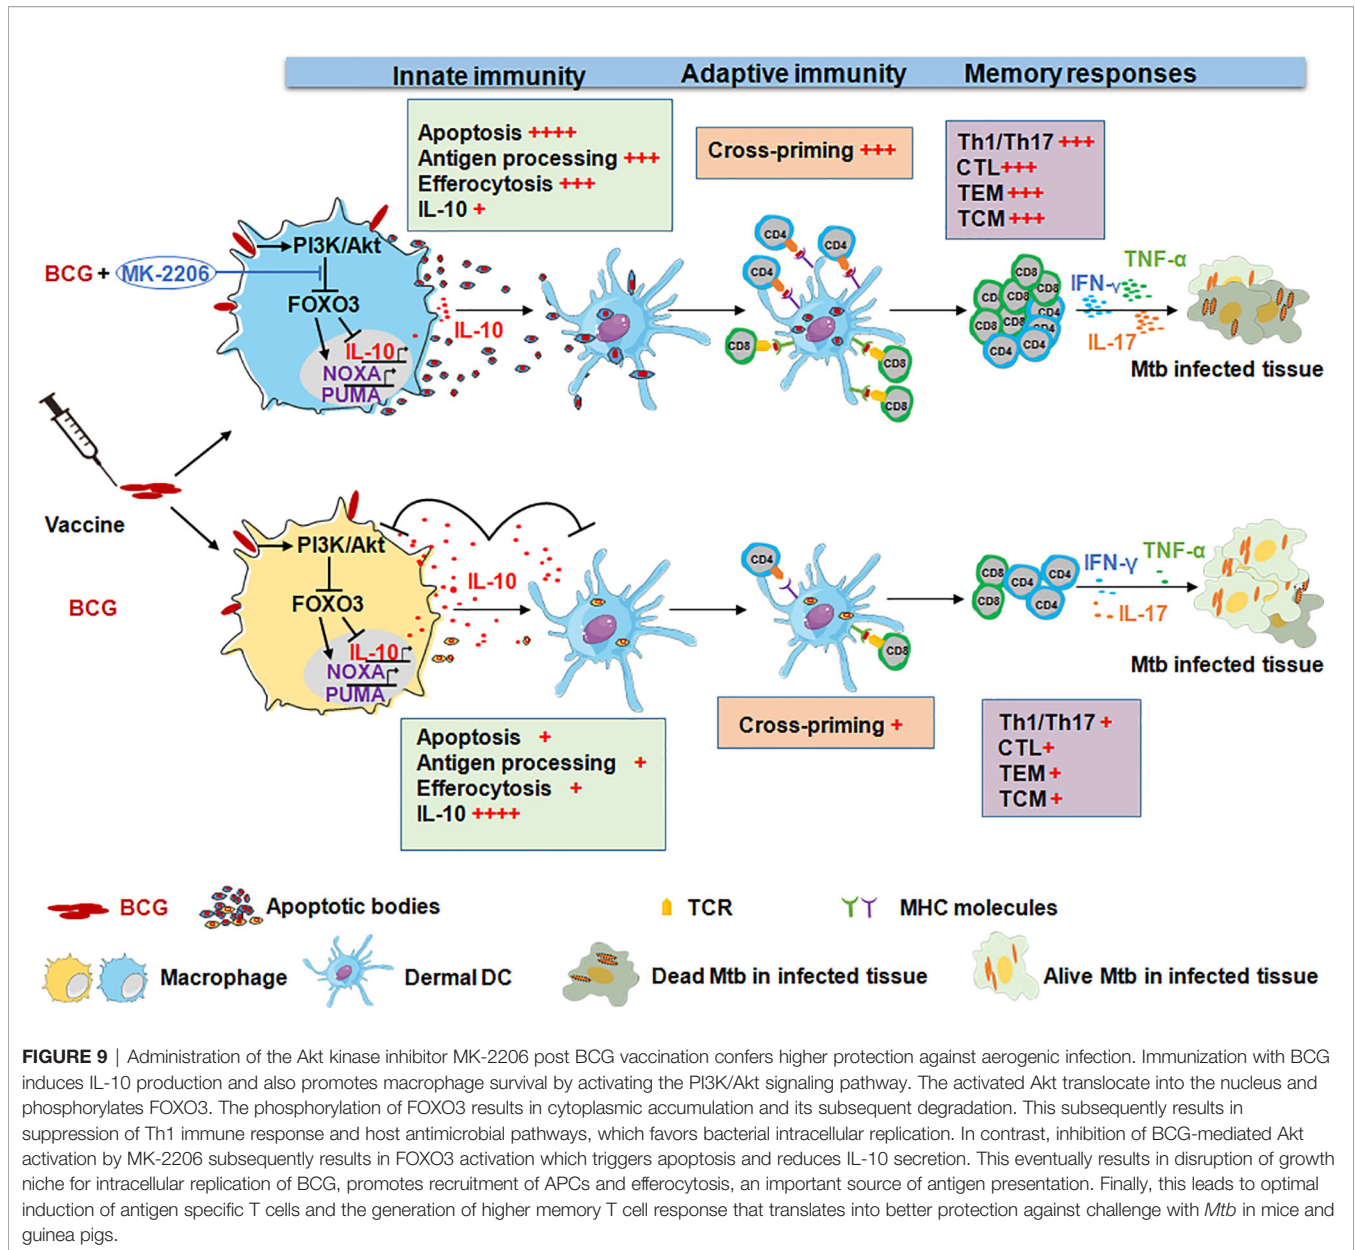 Innate immunity
Adaptive immunity
Memory responses
Apoptosis ++++
Antigen processing +++
Efferocytosis +++
IL-10 +
Cross-priming +++
Th1/Th17 +++
CTL+++
TEM +++
TCM +++
BCG + MK-2206
PI3K/Akt
FOXO3
IL-10
NOXA
PUMA
IL-10
CD4
CD4
CD4
CD8
CD8
CD8
CD8
CD8
CD8
CD8
CD8
CD4
CD4
CD4
IFN-γ
TNF-α
IL-17
Mtb infected tissue
Vaccine
BCG
PI3K/Akt
FOXO3
IL-10
NOXA
PUMA
IL-10
CD4
CD8
CD8
CD8
CD4
CD4
CD4
IFN-γ
TNF-α
IL-17
Mtb infected tissue
Apoptosis +
Antigen processing +
Efferocytosis +
IL-10 ++++
Cross-priming +
Th1/Th17 +
CTL+
TEM +
TCM +
BCG
Apoptotic bodies
TCR
MHC molecules
Macrophage
Dermal DC
Dead Mtb in infected tissue
Alive Mtb in infected tissue
FIGURE 9 | Administration of the Akt kinase inhibitor MK-2206 post BCG vaccination confers higher protection against aerogenic infection. Immunization with BCG
induces IL-10 production and also promotes macrophage survival by activating the PI3K/Akt signaling pathway. The activated Akt translocate into the nucleus and
phosphorylates FOXO3. The phosphorylation of FOXO3 results in cytoplasmic accumulation and its subsequent degradation. This subsequently results in
suppression of Th1 immune response and host antimicrobial pathways, which favors bacterial intracellular replication. In contrast, inhibition of BCG-mediated Akt
activation by MK-2206 subsequently results in FOXO3 activation which triggers apoptosis and reduces IL-10 secretion. This eventually results in disruption of growth
niche for intracellular replication of BCG, promotes recruitment of APCs and efferocytosis, an important source of antigen presentation. Finally, this leads to optimal
induction of antigen specific T cells and the generation of higher memory T cell response that translates into better protection against challenge with Mtb in mice and
guinea pigs.